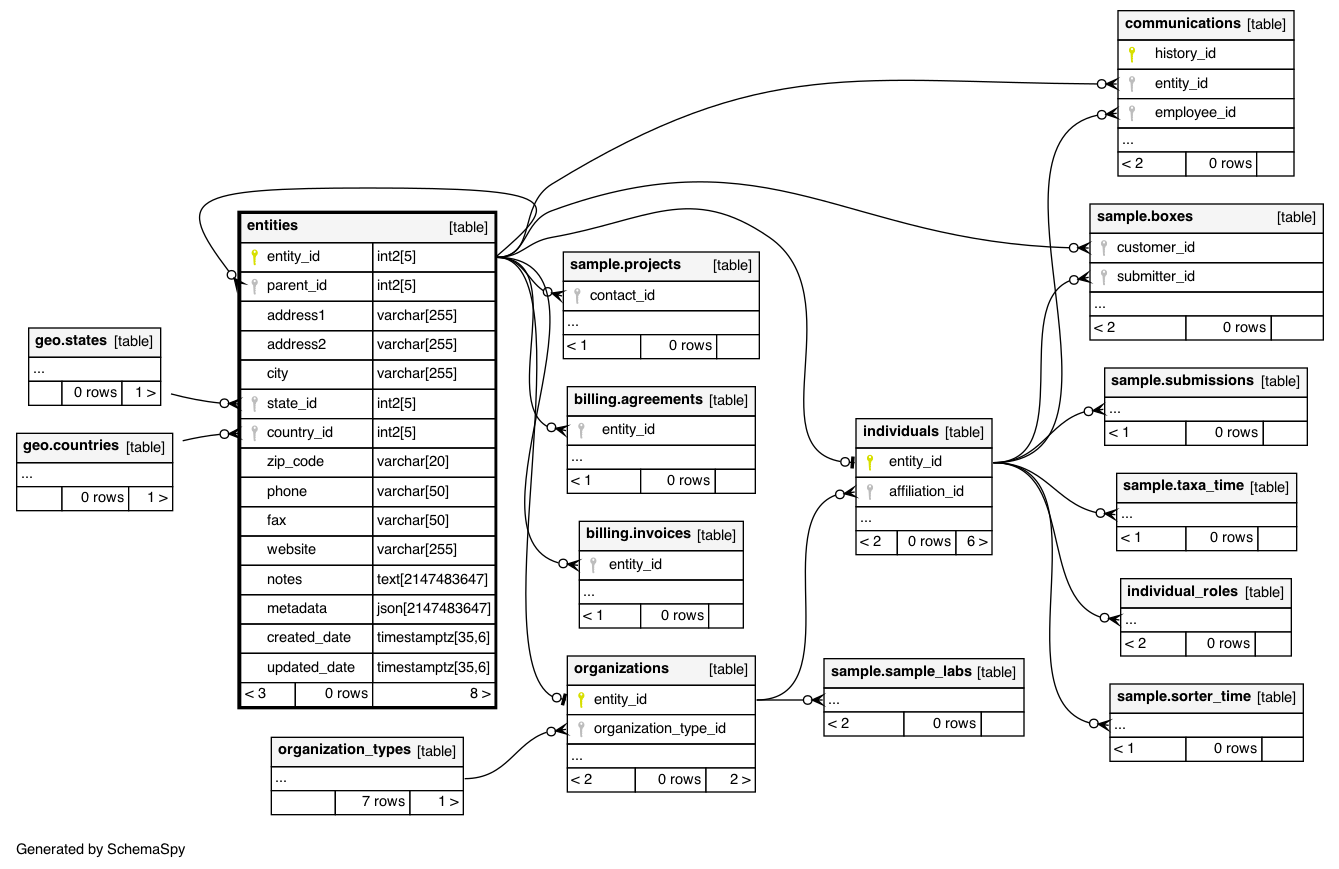 communications [table]
history_id
entity_id
employee_id
...
< 2 0 rows
entities [table]
entity_id int2[5]
parent_id int2[5]
address1 varchar[255]
address2 varchar[255]
city varchar[255]
state_id int2[5]
country_id int2[5]
zip_code varchar[20]
phone varchar[50]
fax varchar[50]
website varchar[255]
notes text[2147483647]
metadata json[2147483647]
created_date timestamptz[35,6]
updated_date timestamptz[35,6]
< 3 0 rows 8 >
sample.boxes [table]
customer_id
submitter_id
...
< 2 0 rows
sample.projects [table]
contact_id
...
< 1 0 rows
geo.states [table]
...
0 rows 1 >
geo.countries [table]
...
0 rows 1 >
billing.agreements [table]
entity_id
...
< 1 0 rows
individuals [table]
entity_id
affiliation_id
...
< 2 0 rows 6 >
sample.submissions [table]
...
< 1 0 rows
sample.taxa_time [table]
...
< 1 0 rows
billing.invoices [table]
entity_id
...
< 1 0 rows
individual_roles [table]
...
< 2 0 rows
organizations [table]
entity_id
organization_type_id
...
< 2 0 rows 2 >
sample.sample_labs [table]
...
< 2 0 rows
sample.sorter_time [table]
...
< 1 0 rows
organization_types [table]
...
7 rows 1 >
Generated by SchemaSpy